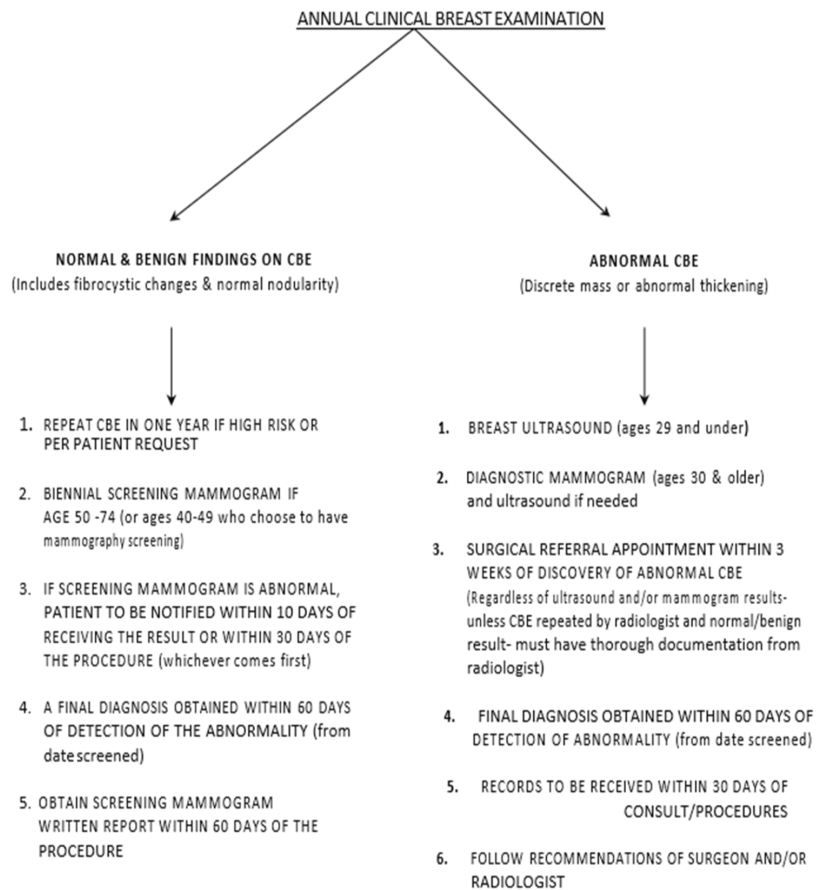 ANNUAL CLINICAL BREAST EXAMINATION
NORMAL & BENIGN FINDINGS ON CBE
(Includes fibrocystic changes & normal nodularity)
1. REPEAT CBE IN ONE YEAR IF HIGH RISK OR
PER PATIENT REQUEST
2. BIENNIAL SCREENING MAMMOGRAM IF
AGE 50 -74 (or ages 40-49 who choose to have
mammography screening)
3. IF SCREENING MAMMOGRAM IS ABNORMAL,
PATIENT TO BE NOTIFIED WITHIN 10 DAYS OF
RECEIVING THE RESULT OR WITHIN 30 DAYS OF
THE PROCEDURE (whichever comes first)
4. A FINAL DIAGNOSIS OBTAINED WITHIN 60 DAYS
OF DETECTION OF THE ABNORMALITY (from
date screened)
5. OBTAIN SCREENING MAMMOGRAM
WRITTEN REPORT WITHIN 60 DAYS OF THE
PROCEDURE
ABNORMAL CBE
(Discrete mass or abnormal thickening)
1. BREAST ULTRASOUND (ages 29 and under)
2. DIAGNOSTIC MAMMOGRAM (ages 30 & older)
and ultrasound if needed
3. SURGICAL REFERRAL APPOINTMENT WITHIN 3
WEEKS OF DISCOVERY OF ABNORMAL CBE
(Regardless of ultrasound and/or mammogram results-
unless CBE repeated by radiologist and normal/benign
result- must have thorough documentation from
radiologist)
4. FINAL DIAGNOSIS OBTAINED WITHIN 60 DAYS OF
DETECTION OF ABNORMALITY (from date screened)
5. RECORDS TO BE RECEIVED WITHIN 30 DAYS OF
CONSULT/PROCEDURES
6. FOLLOW RECOMMENDATIONS OF SURGEON AND/OR
RADIOLOGIST